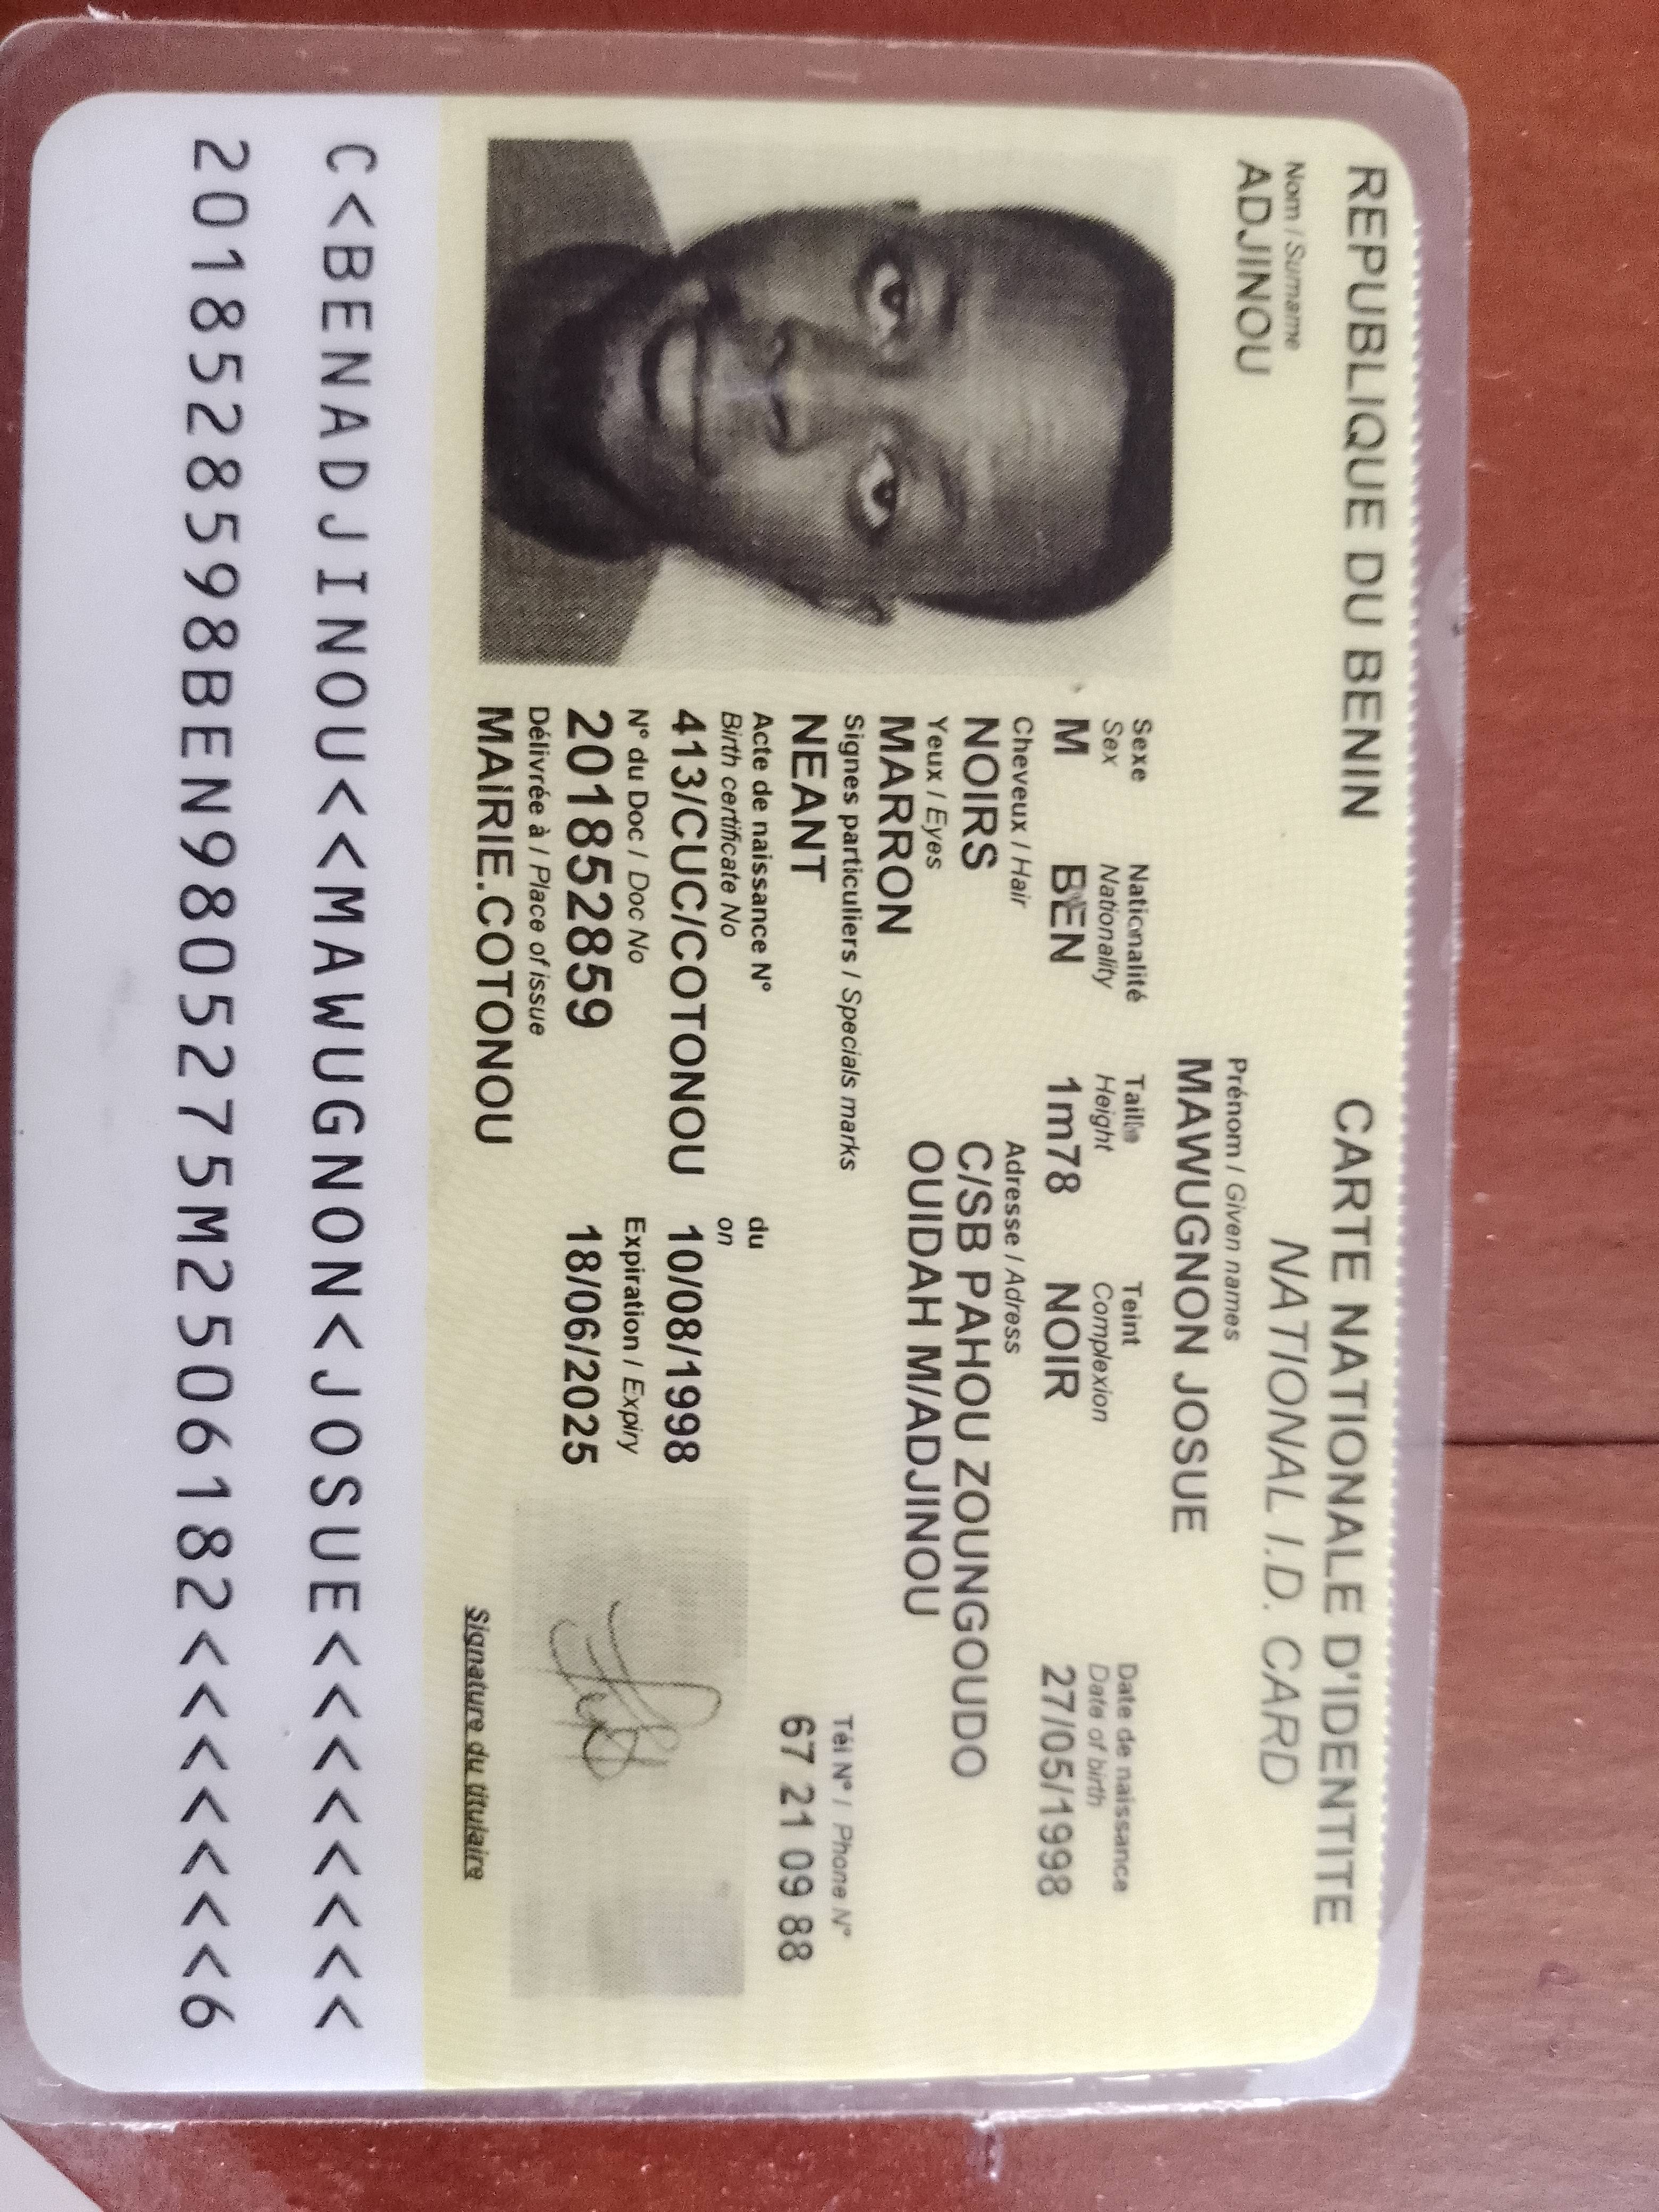 REPUBLIQUE DU BENIN
CARTE NATIONALE D'IDENTITE
NATIONAL I.D. CARD
Nom / Surname
ADJINOU
Prénom / Given names
MAWUGNON JOSUE
Sexe Nationalité Taille Teint Date de naissance
Sex Nationality Height Complexion Date of birth
M BEN 1m78 NOIR 27/05/1998
Cheveux / Hair Adresse / Adress
NOIRS C/SB PAHOU ZOUNGOUDO
Yeux / Eyes OUIDAH M/ADJINOU
MARRON
Signes particuliers / Specials marks Tél N° / Phone N°
NEANT 67 21 09 88
Acte de naissance N° du
Birth certificate No on
413/CUC/COTONOU 10/08/1998
N° du Doc / Doc No Expiration / Expiry
201852859 18/06/2025
Délivrée à / Place of issue
MAIRIE.COTONOU
Signature du titulaire
C<BENADJINOU<<MAWUGNON<JOSUE<<<<<<<<
2018528598BEN9805275M2506182<<<<<<<6